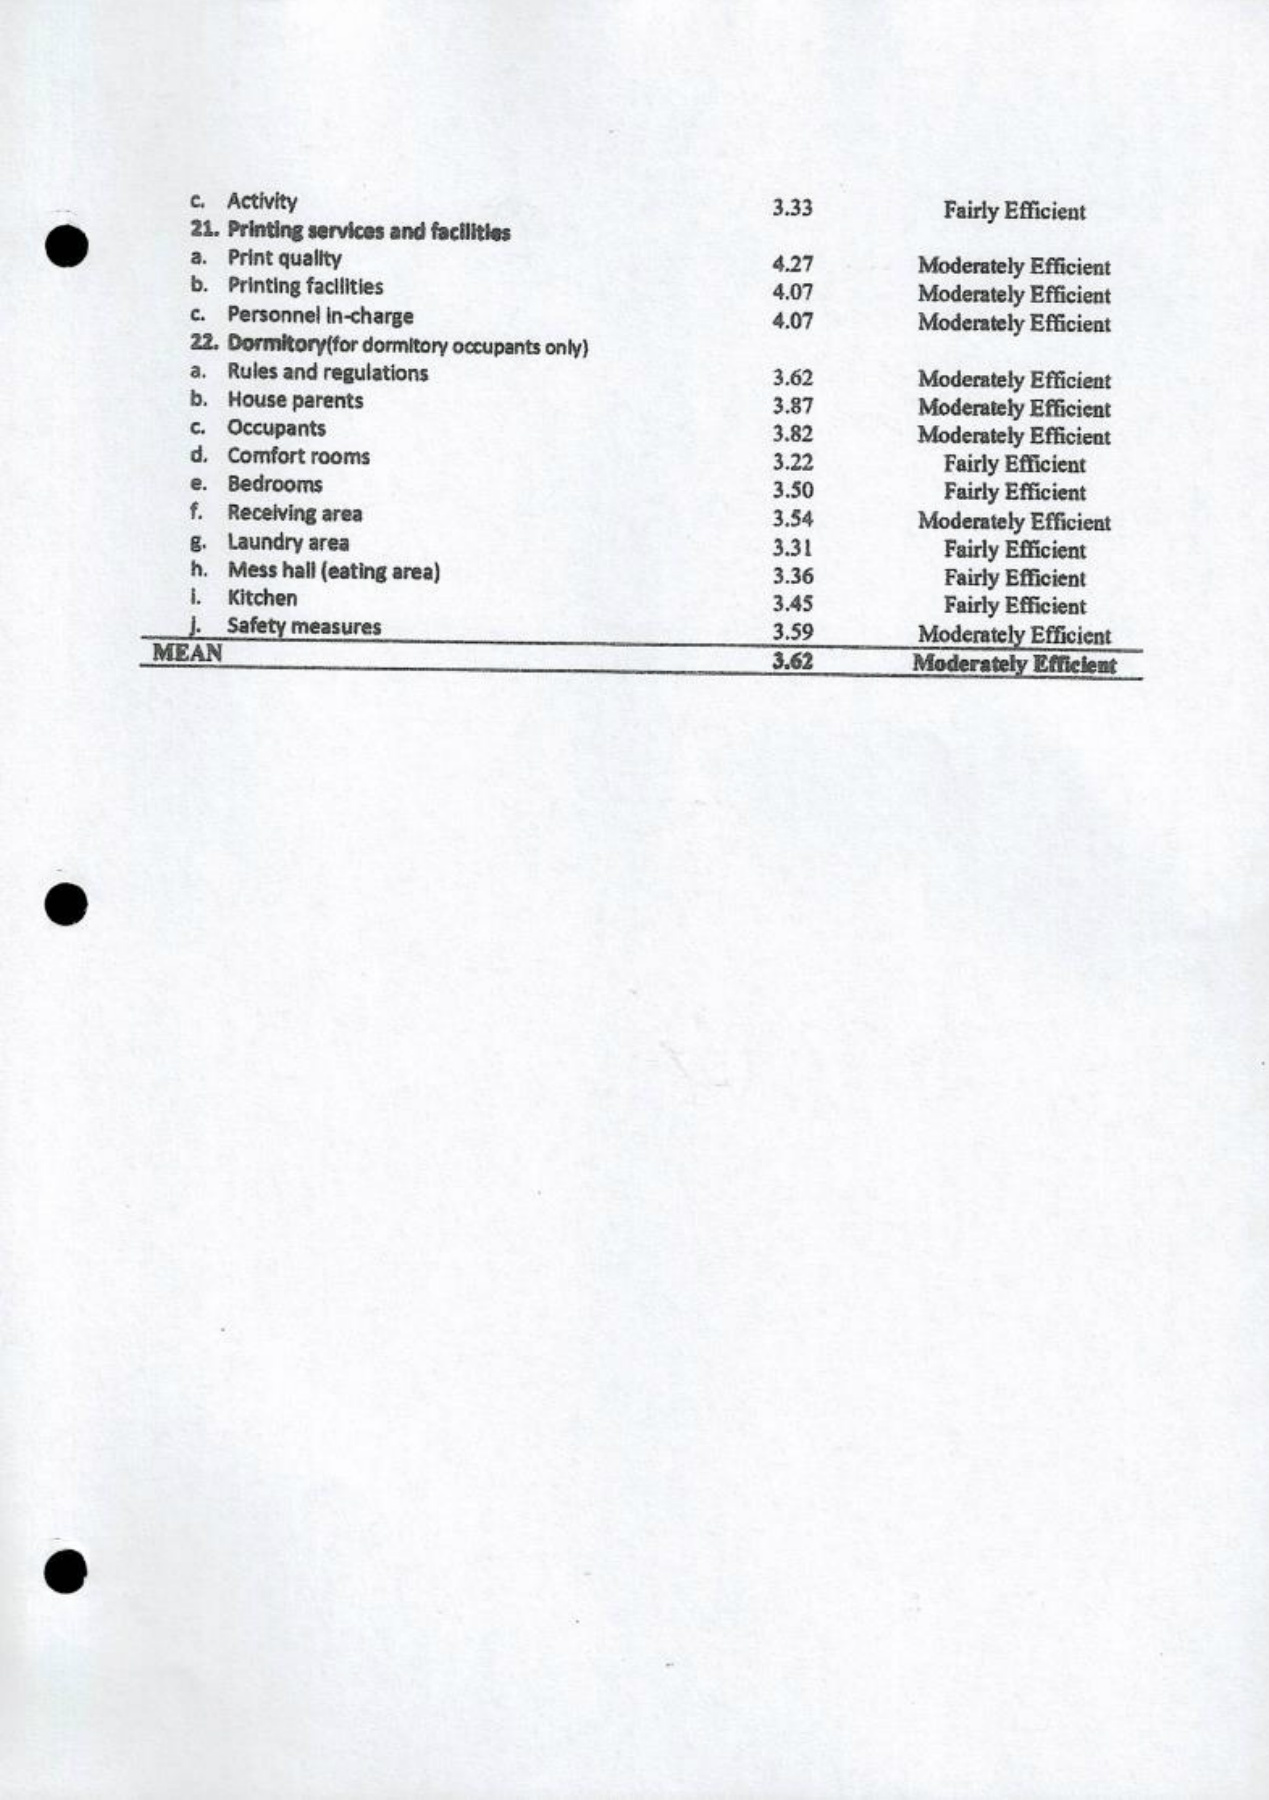 c. Activity 3.33 Fairly Efficient
21. Printing services and facilities
a. Print quality 4.27 Moderately Efficient
b. Printing facilities 4.07 Moderately Efficient
c. Personnel in-charge 4.07 Moderately Efficient
22. Dormitory(for dormitory occupants only)
a. Rules and regulations 3.62 Moderately Efficient
b. House parents 3.87 Moderately Efficient
c. Occupants 3.82 Moderately Efficient
d. Comfort rooms 3.22 Fairly Efficient
e. Bedrooms 3.50 Fairly Efficient
f. Receiving area 3.54 Moderately Efficient
g. Laundry area 3.31 Fairly Efficient
h. Mess hall (eating area) 3.36 Fairly Efficient
i. Kitchen 3.45 Fairly Efficient
j. Safety measures 3.59 Moderately Efficient
MEAN 3.62 Moderately Efficient